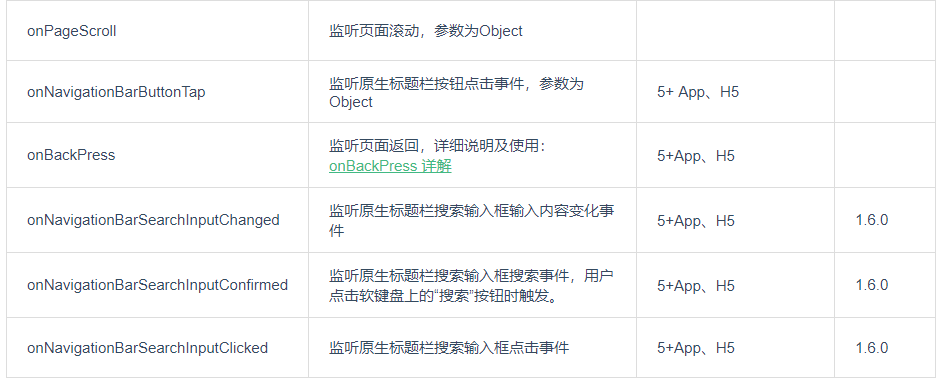 onPageScroll
监听页面滚动，参数为Object
onNavigationBarButtonTap
监听原生标题栏按钮点击事件，参数为
Object
5+ App、H5
onBackPress
监听页面返回，详细说明及使用：
onBackPress 详解
5+App、H5
onNavigationBarSearchInputChanged
监听原生标题栏搜索输入框输入内容变化事
件
5+App、H5
1.6.0
onNavigationBarSearchInputConfirmed
监听原生标题栏搜索输入框搜索事件，用户
点击软键盘上的“搜索”按钮时触发。
5+App、H5
1.6.0
onNavigationBarSearchInputClicked
监听原生标题栏搜索输入框点击事件
5+App、H5
1.6.0